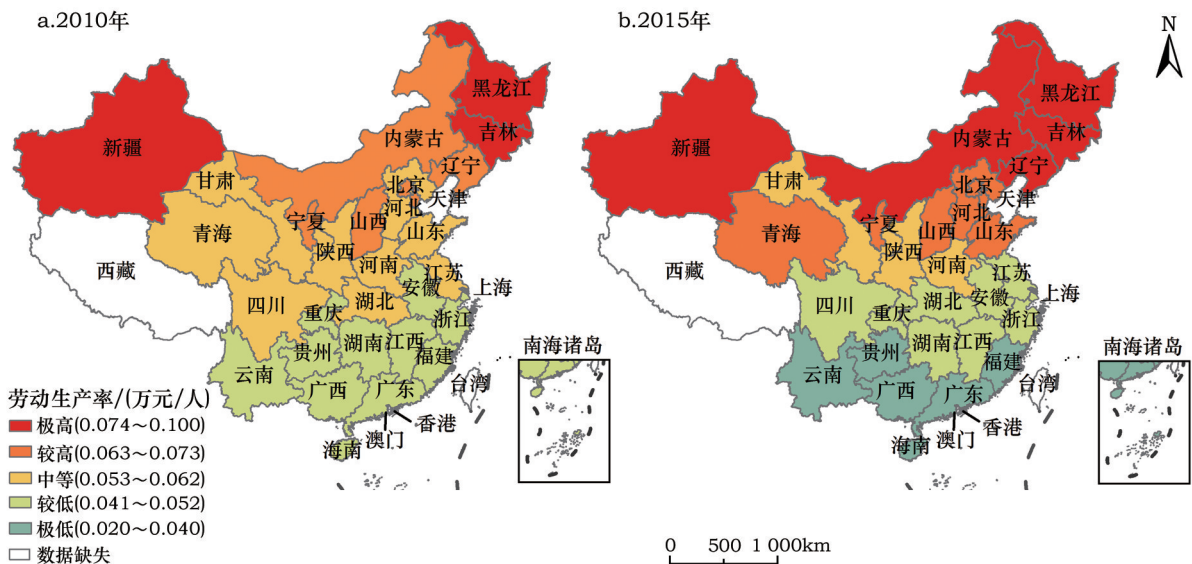 a.2010年
黑龙江
吉林
新疆
内蒙古
辽宁
甘肃
北京
天津
宁夏
山西
河北
青海
山东
陕西
西藏
河南
江苏
安徽
上海
四川
湖北
重庆
浙江
贵州
湖南
江西
福建
云南
广西
广东
台湾
香港
澳门
海南
南海诸岛
b.2015年
N
黑龙江
吉林
新疆
内蒙古
辽宁
甘肃
北京
天津
宁夏
山西
河北
青海
山东
陕西
西藏
河南
江苏
安徽
上海
四川
湖北
重庆
浙江
贵州
湖南
江西
福建
云南
广西
广东
台湾
香港
澳门
海南
南海诸岛
劳动生产率/(万元/人)
极高(0.074～0.100)
较高(0.063～0.073)
中等(0.053～0.062)
较低(0.041～0.052)
极低(0.020～0.040)
数据缺失
0 500 1 000km